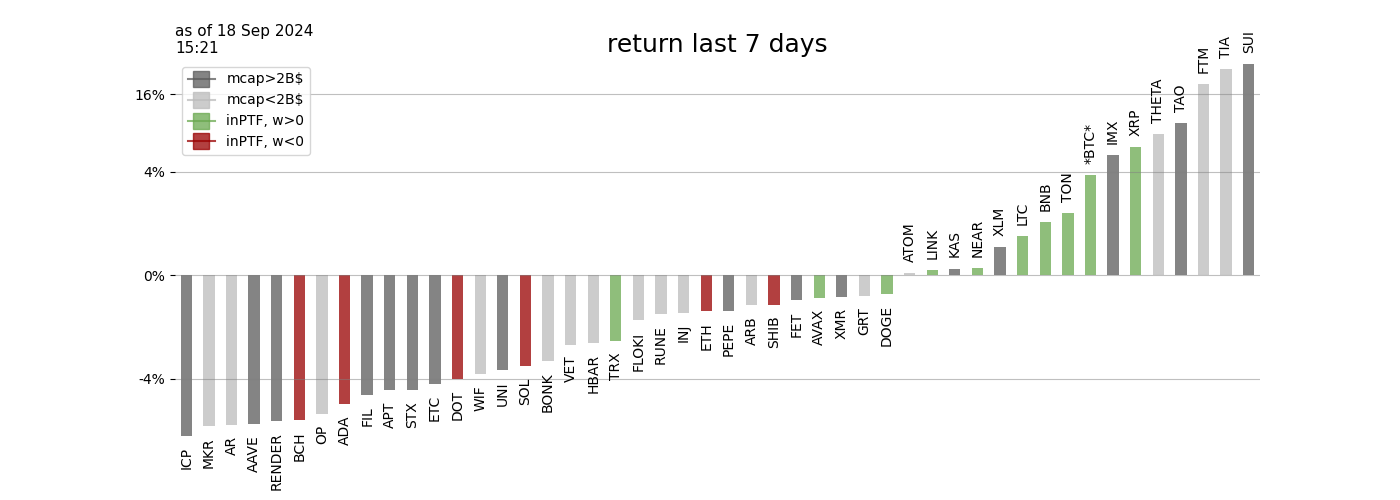 as of 18 Sep 2024
15:21
return last 7 days
mcap>2B$
mcap<2B$
inPTF, w>0
inPTF, w<0
16%
4%
0%
-4%
ICP
MKR
AR
AAVE
RENDER
BCH
OP
ADA
FIL
APT
STX
ETC
DOT
WIF
UNI
SOL
BONK
VET
HBAR
TRX
FLOKI
RUNE
INJ
ETH
PEPE
ARB
SHIB
FET
AVAX
XMR
GRT
DOGE
ATOM
LINK
KAS
NEAR
XLM
LTC
BNB
TON
*BTC*
IMX
XRP
THETA
TAO
FTM
TIA
SUI